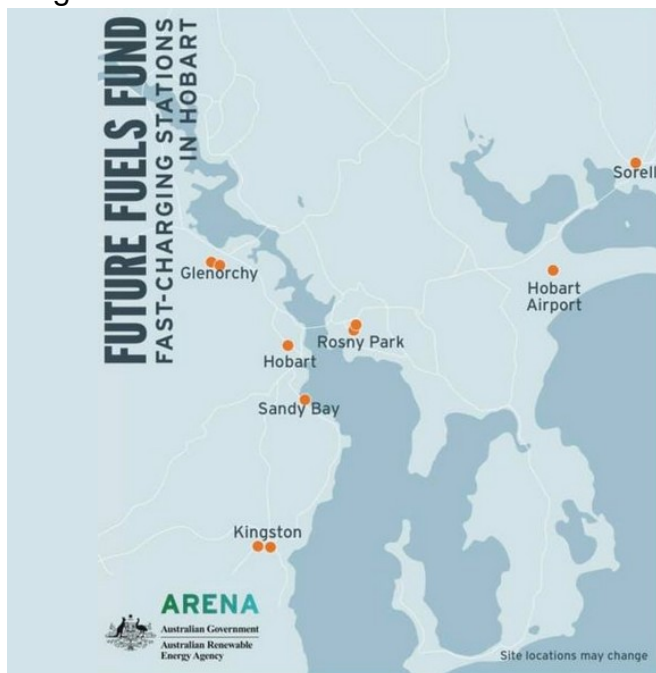 FUTURE FUELS FUND
FAST-CHARGING STATIONS
IN HOBART
Sorell
Glenorchy
Hobart
Airport
Rosny Park
Hobart
Sandy Bay
Kingston
ARENA
Australian Government
Australian Renewable
Energy Agency
Site locations may change